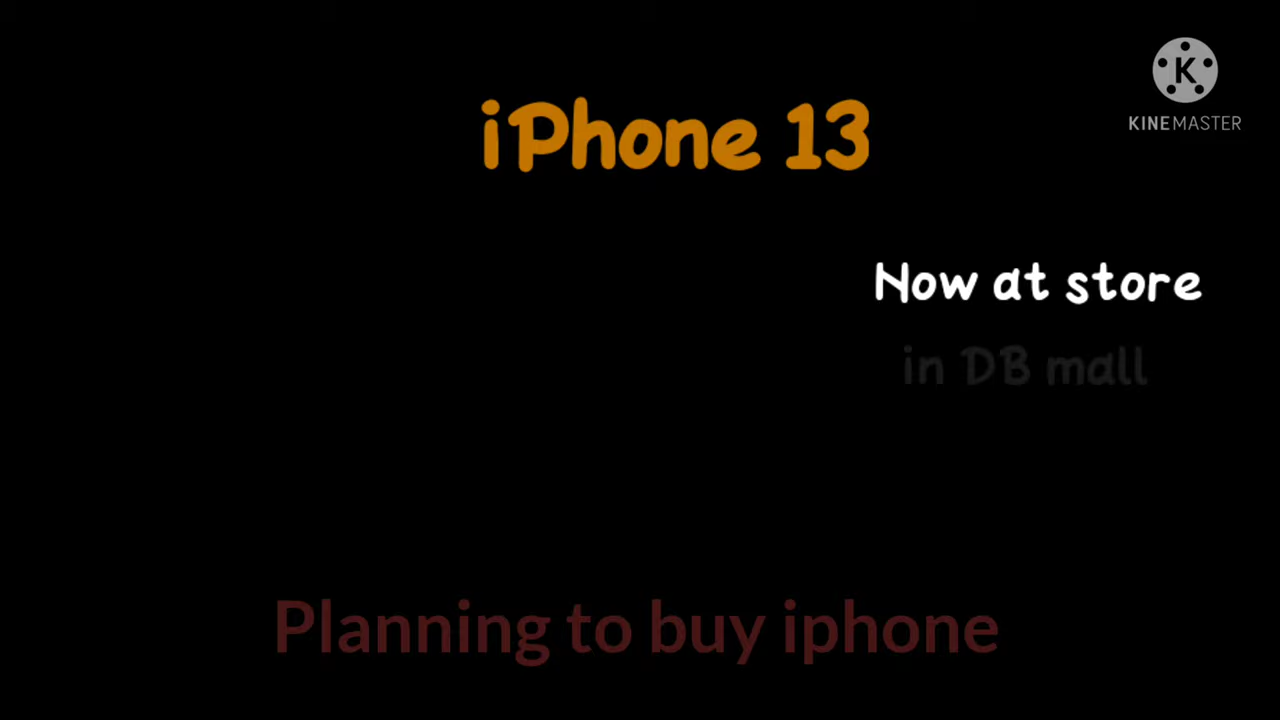 iPhone 13
KINEMASTER
Now at store
in DB mall
Planning to buy iphone